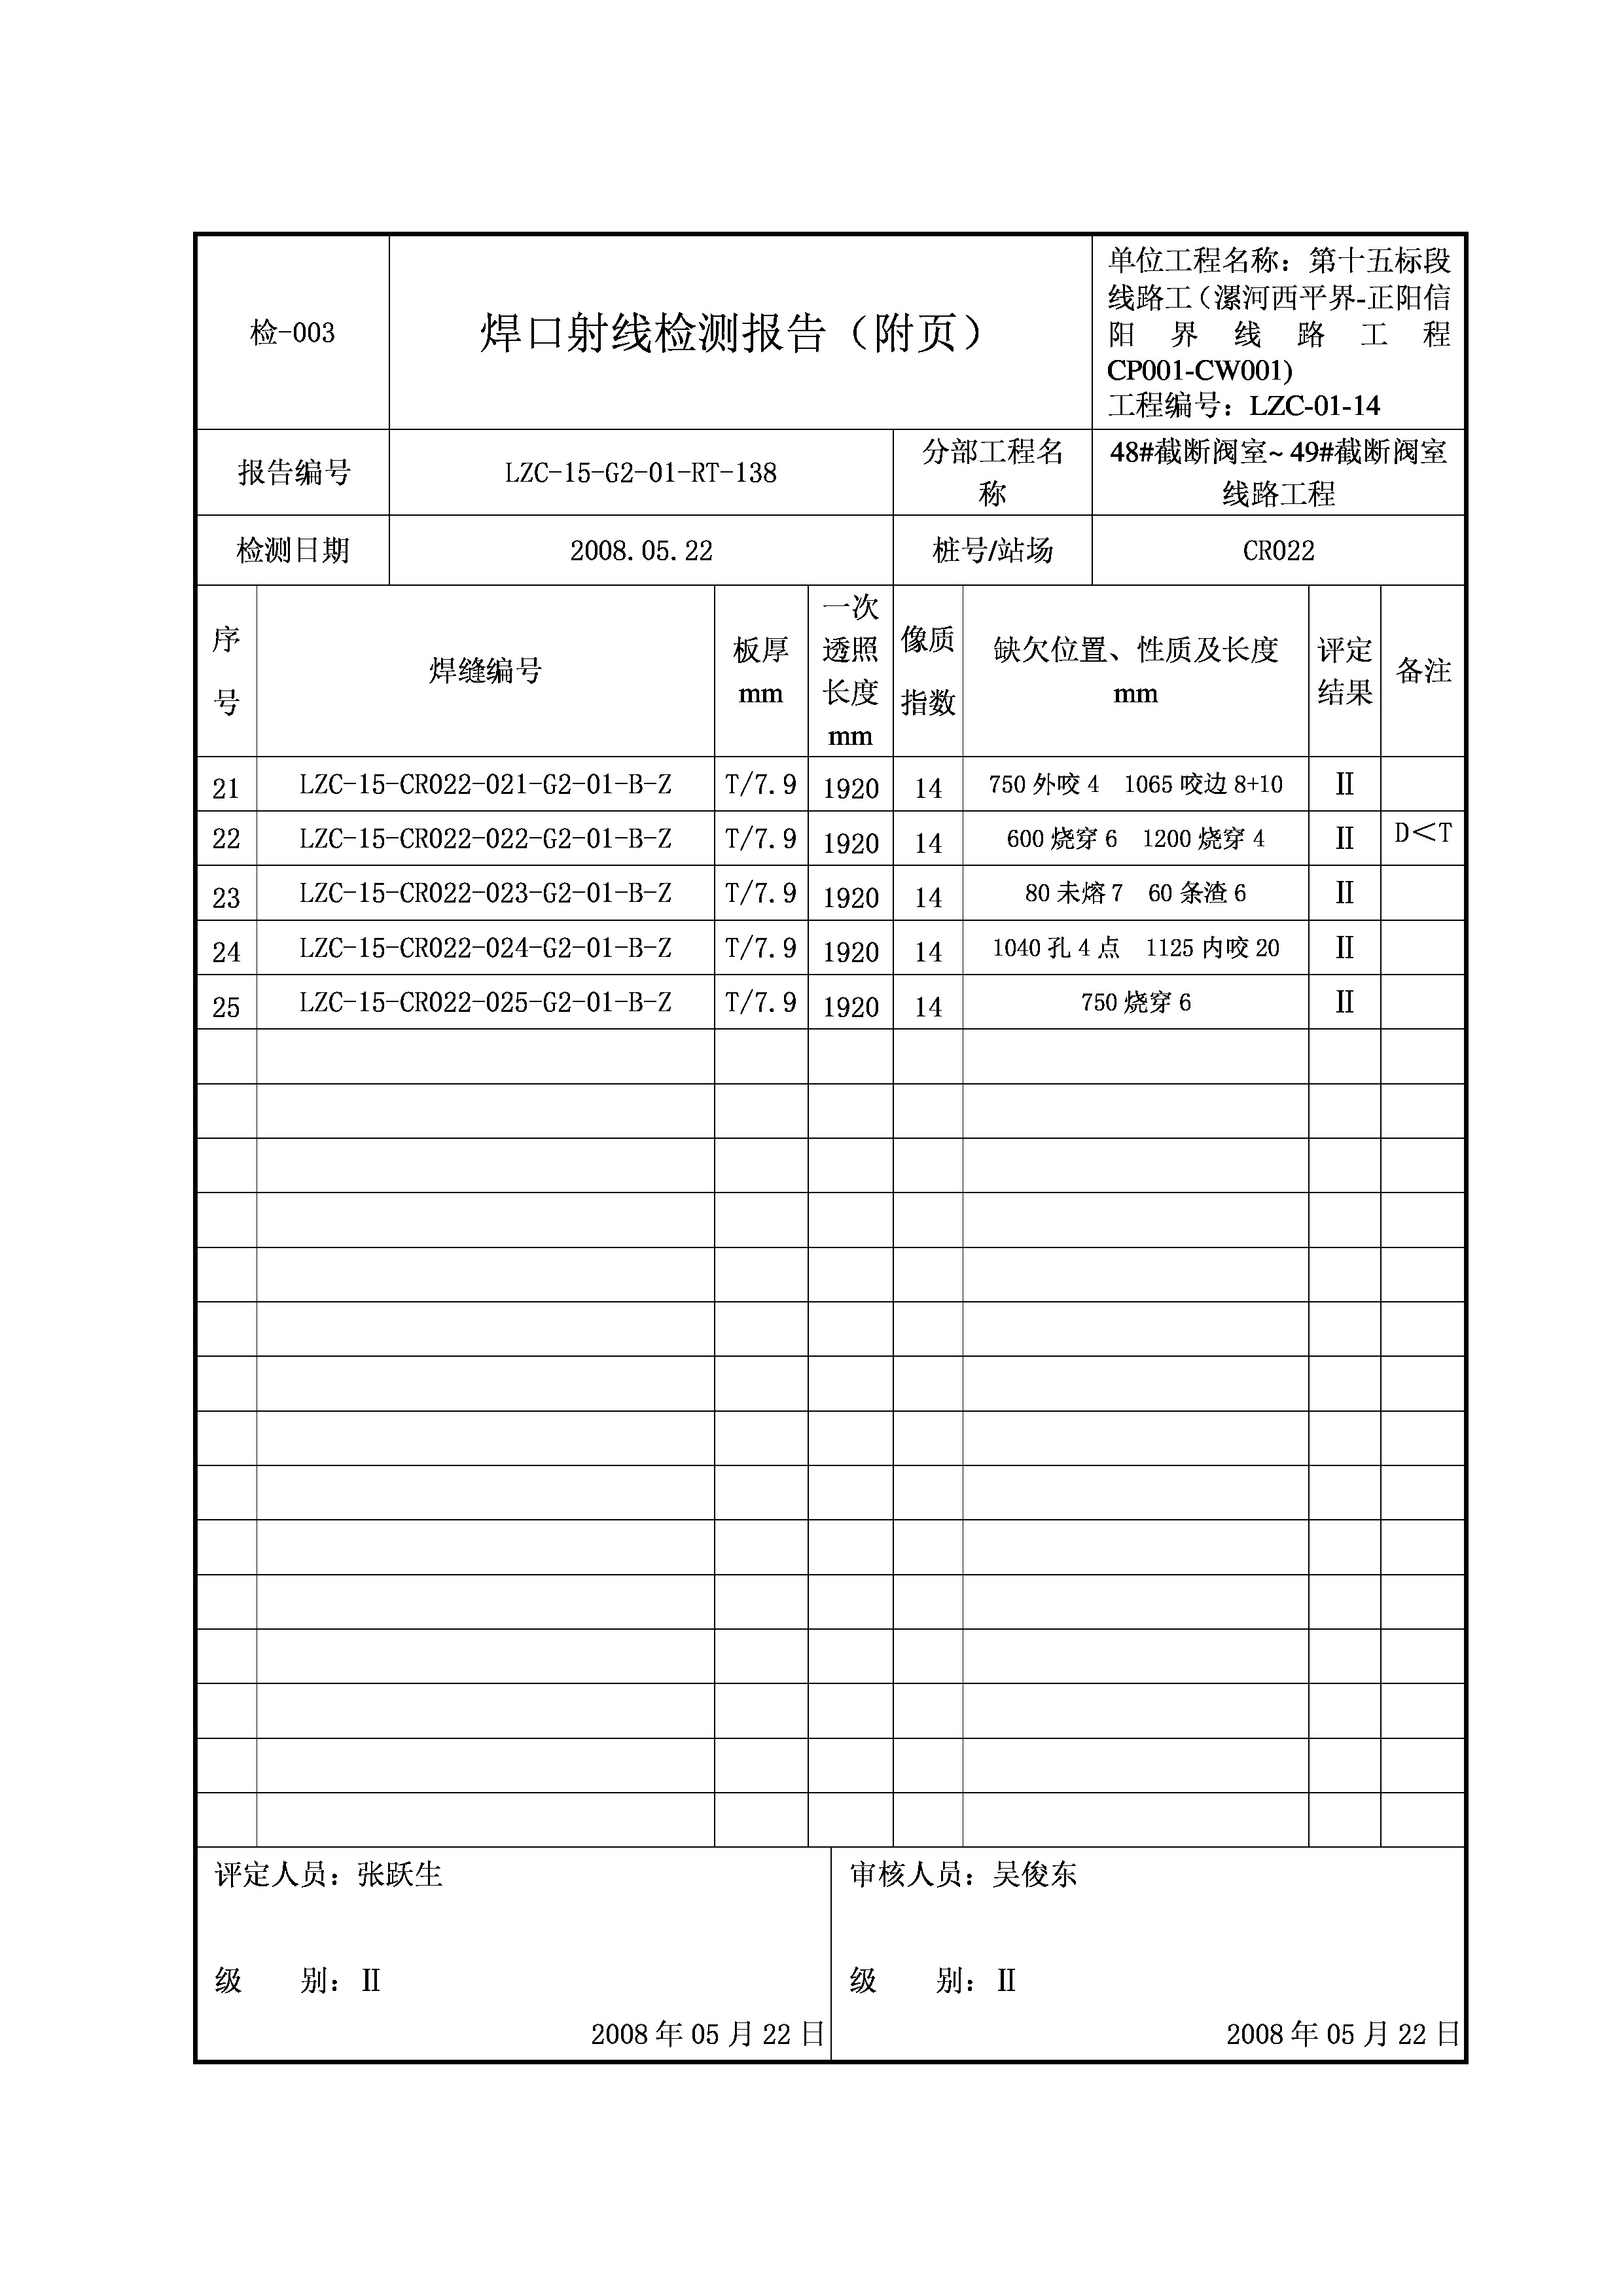 检-003
焊口射线检测报告（附页）
单位工程名称：第十五标段
线路工（漯河西平界-正阳信
阳界线路工程
CP001-CW001)
工程编号：LZC-01-14
报告编号
LZC-15-G2-01-RT-138
分部工程名
称
48#截断阀室~ 49#截断阀室
线路工程
检测日期
2008.05.22
桩号/站场
CR022
序
号
焊缝编号
板厚
mm
一次
透照
长度
mm
像质
指数
缺欠位置、性质及长度
mm
评定
结果
备注
21 LZC-15-CR022-021-G2-01-B-Z T/7.9 1920 14 750 外咬 4 1065 咬边 8+10 Ⅱ
22 LZC-15-CR022-022-G2-01-B-Z T/7.9 1920 14 600 烧穿 6 1200 烧穿 4 Ⅱ D＜T
23 LZC-15-CR022-023-G2-01-B-Z T/7.9 1920 14 80 未熔 7 60 条渣 6 Ⅱ
24 LZC-15-CR022-024-G2-01-B-Z T/7.9 1920 14 1040 孔 4 点 1125 内咬 20 Ⅱ
25 LZC-15-CR022-025-G2-01-B-Z T/7.9 1920 14 750 烧穿 6 Ⅱ
评定人员：张跃生
级 别：Ⅱ
2008 年 05 月 22 日
审核人员：吴俊东
级 别：Ⅱ
2008 年 05 月 22 日